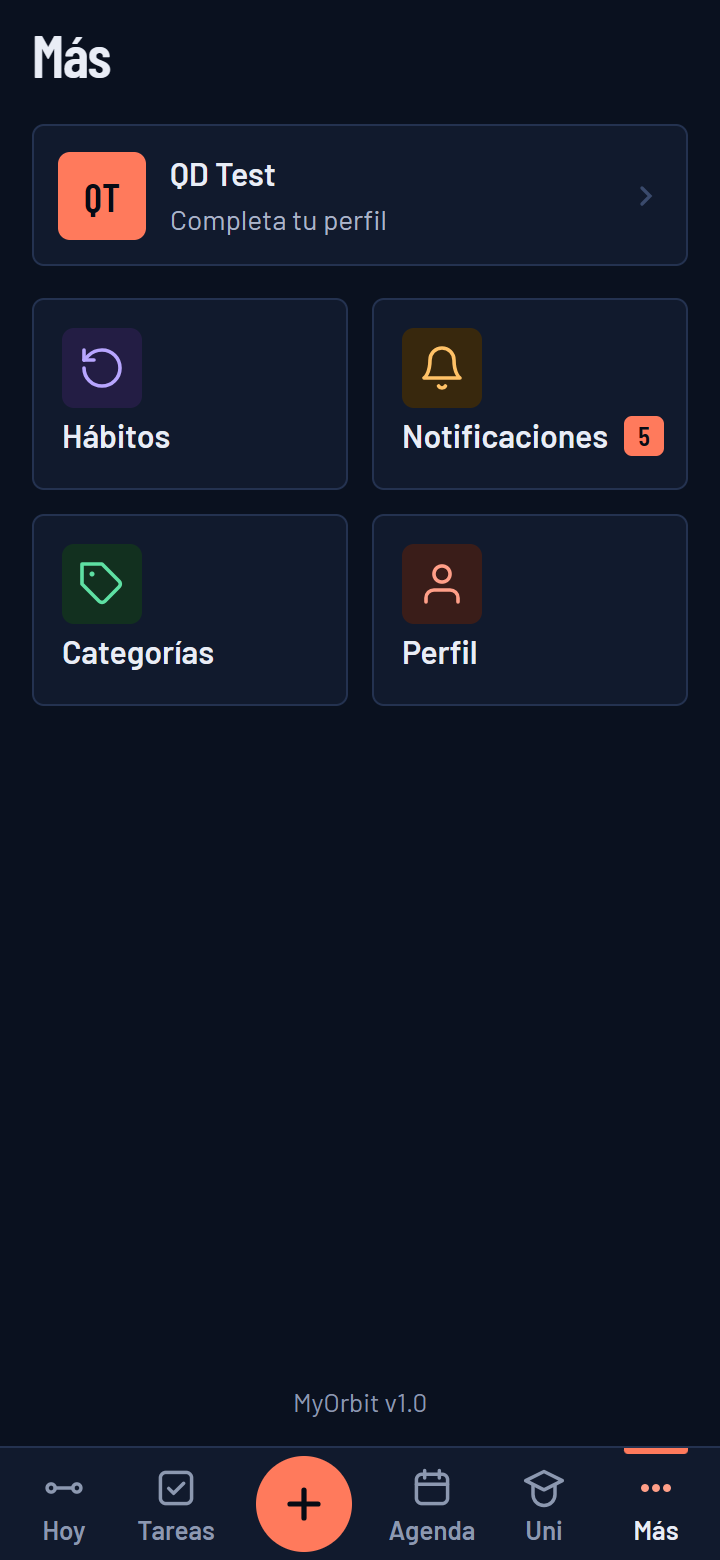 Más
QT
QD Test
Completa tu perfil
Hábitos
Notificaciones 5
Categorías
Perfil
MyOrbit v1.0
Hoy
Tareas
Agenda
Uni
Más